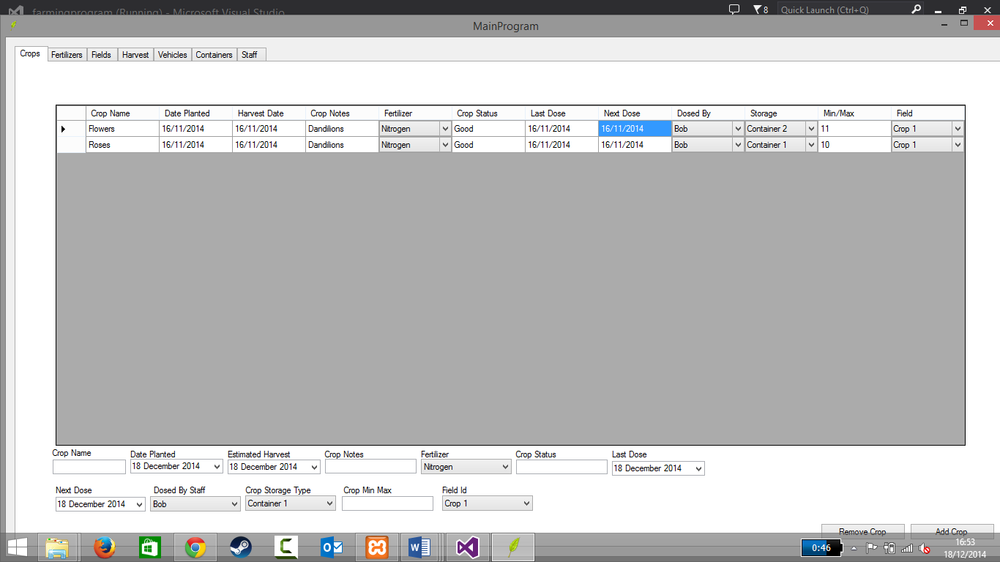 farmingprogram (Running) - Microsoft Visual Studio
8
Quick Launch (Ctrl+Q)
MainProgram
Crops Fertilizers Fields Harvest Vehicles Containers Staff
Crop Name Date Planted Harvest Date Crop Notes Fertilizer Crop Status Last Dose Next Dose Dosed By Storage Min/Max Field
Flowers 16/11/2014 16/11/2014 Dandilions Nitrogen Good 16/11/2014 16/11/2014 Bob Container 2 11 Crop 1
Roses 16/11/2014 16/11/2014 Dandilions Nitrogen Good 16/11/2014 16/11/2014 Bob Container 1 10 Crop 1
Crop Name Date Planted Estimated Harvest Crop Notes Fertilizer Crop Status Last Dose
18 December 2014 18 December 2014 Nitrogen 18 December 2014
Next Dose Dosed By Staff Crop Storage Type Crop Min Max Field Id
18 December 2014 Bob Container 1 Crop 1
Remove Crop Add Crop
0:46 16:53
18/12/2014